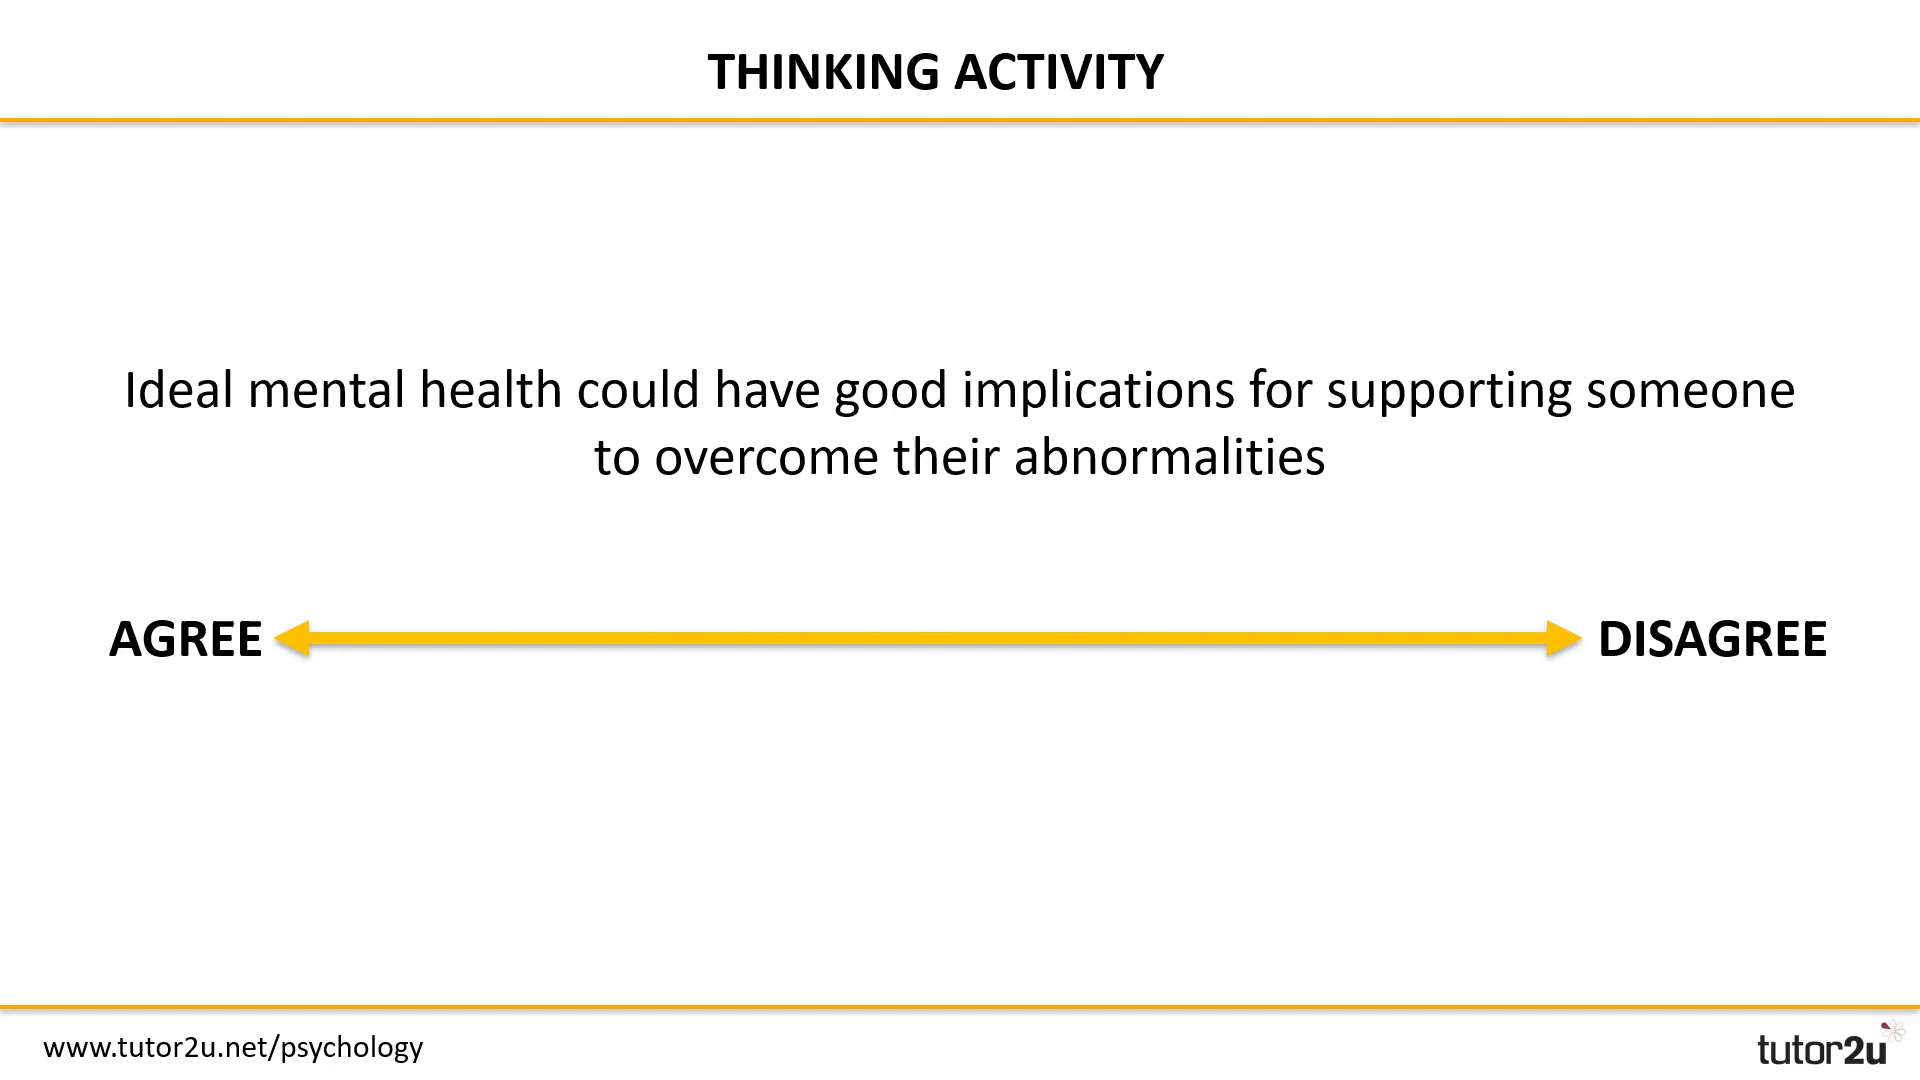 THINKING ACTIVITY
Ideal mental health could have good implications for supporting someone
to overcome their abnormalities
AGREE
DISAGREE
www.tutor2u.net/psychology
tutor2u